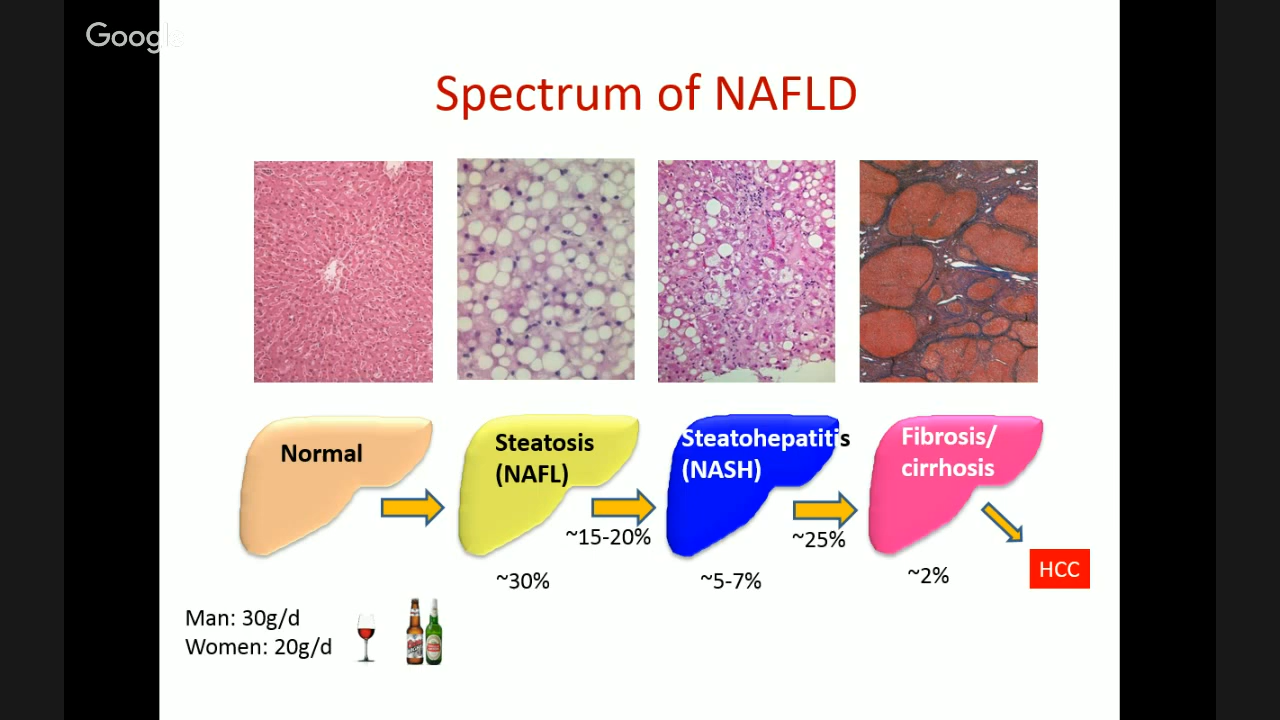 Google
Spectrum of NAFLD
Normal
Steatosis
(NAFL)
Steatohepatitis
(NASH)
Fibrosis/
cirrhosis
~15-20%
~25%
~30%
~5-7%
~2%
HCC
Man: 30g/d
Women: 20g/d